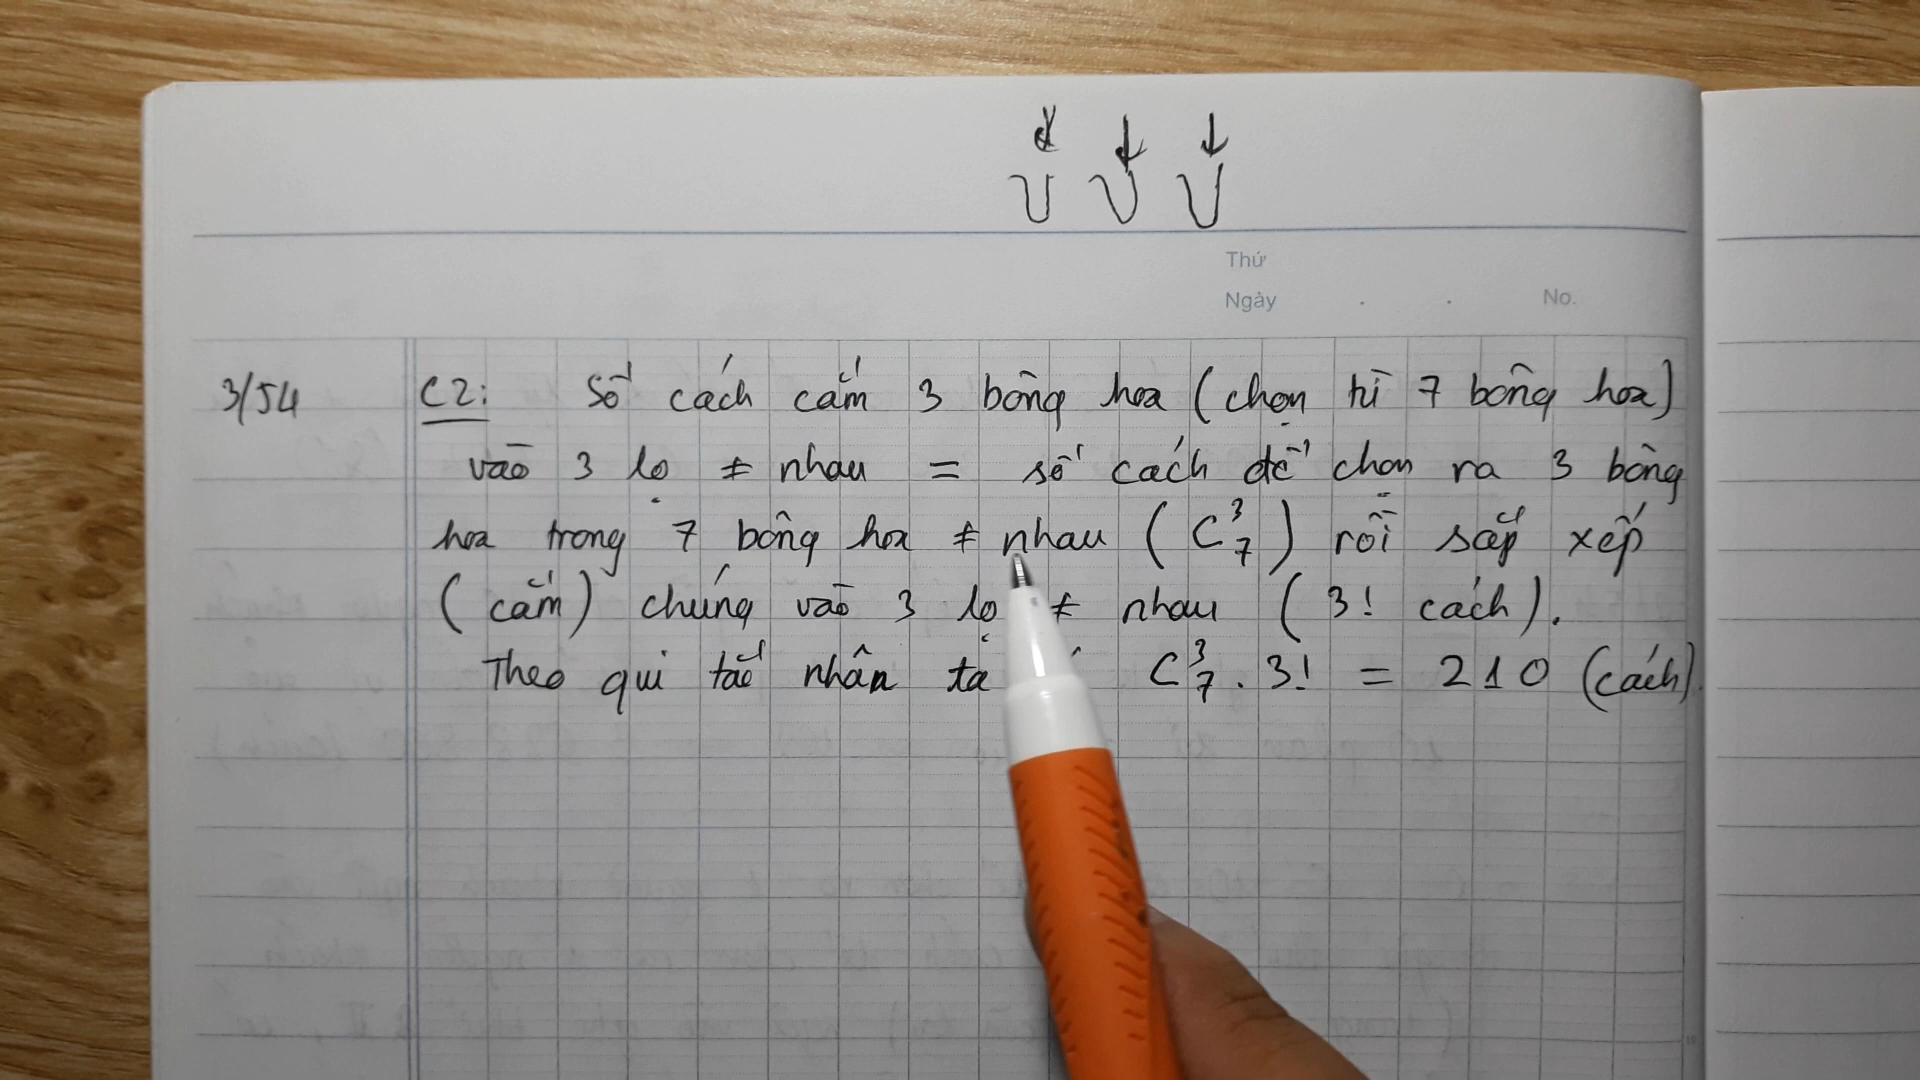 Thứ
Ngày . . No.
3/54 C2: Số cách cắm 3 bông hoa (chọn từ 7 bông hoa)
vào 3 lọ ≠ nhau = số cách để chọn ra 3 bông
hoa trong 7 bông hoa ≠ nhau (C³₇) rồi sắp xếp
(cắm) chúng vào 3 lọ ≠ nhau (3! cách).
Theo qui tắc nhân ta C³₇ . 3! = 210 (cách).